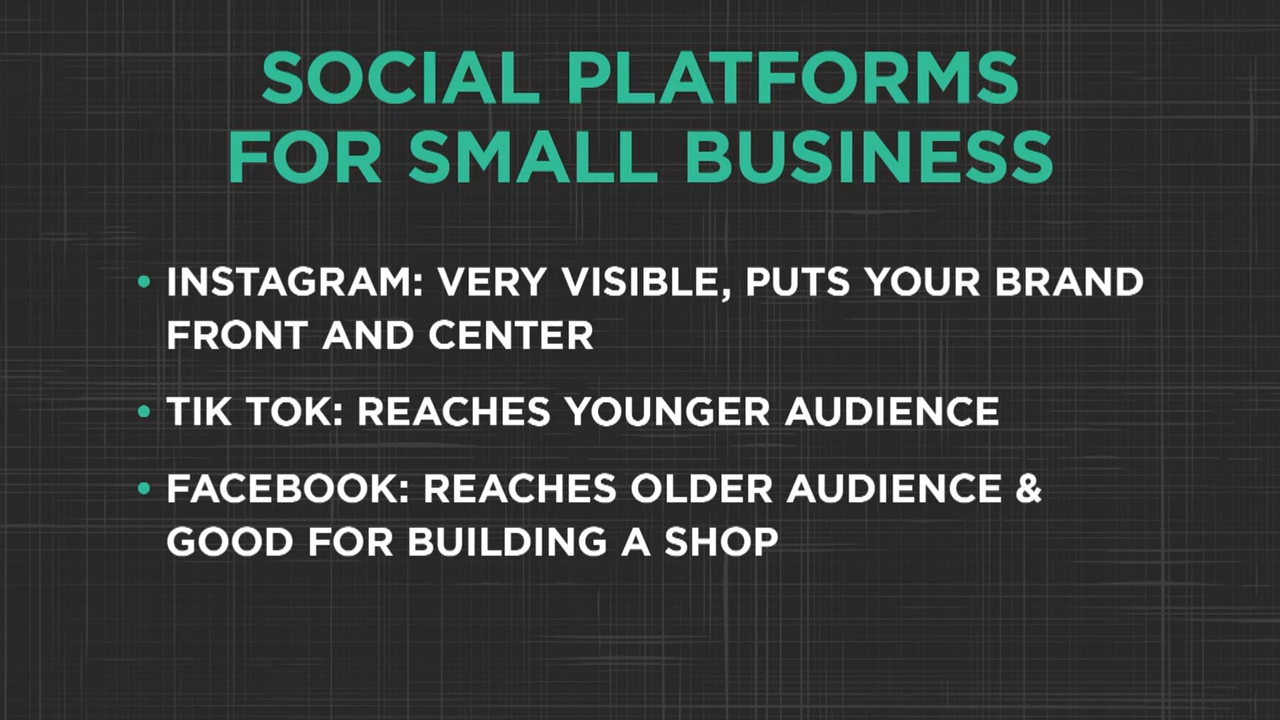 SOCIAL PLATFORMS
FOR SMALL BUSINESS
• INSTAGRAM: VERY VISIBLE, PUTS YOUR BRAND
FRONT AND CENTER
• TIK TOK: REACHES YOUNGER AUDIENCE
• FACEBOOK: REACHES OLDER AUDIENCE &
GOOD FOR BUILDING A SHOP